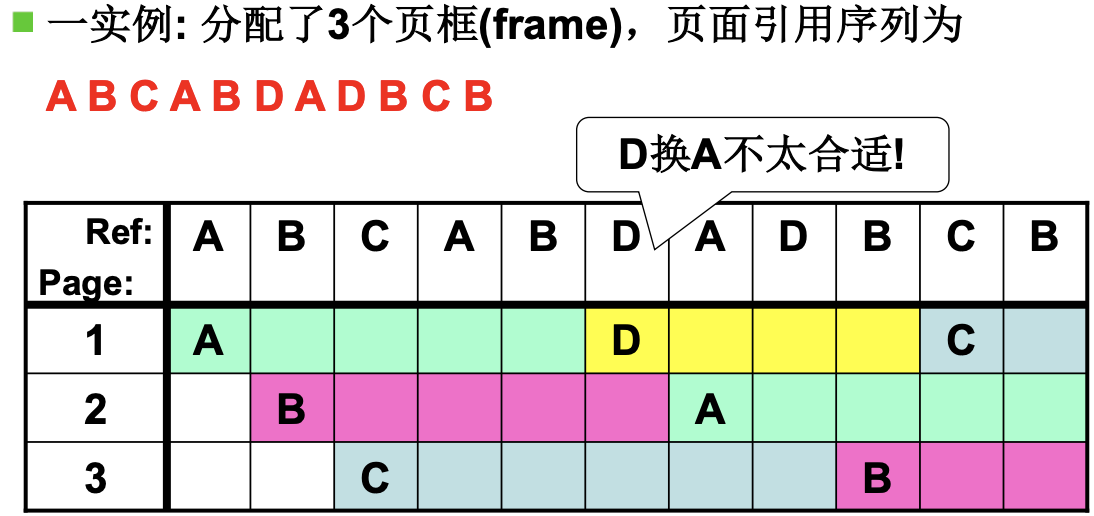 一实例: 分配了3个页框(frame)，页面引用序列为
A B C A B D A D B C B
D换A不太合适!
Ref: A B C A B D A D B C B
Page:
1 A D C
2 B A
3 C B